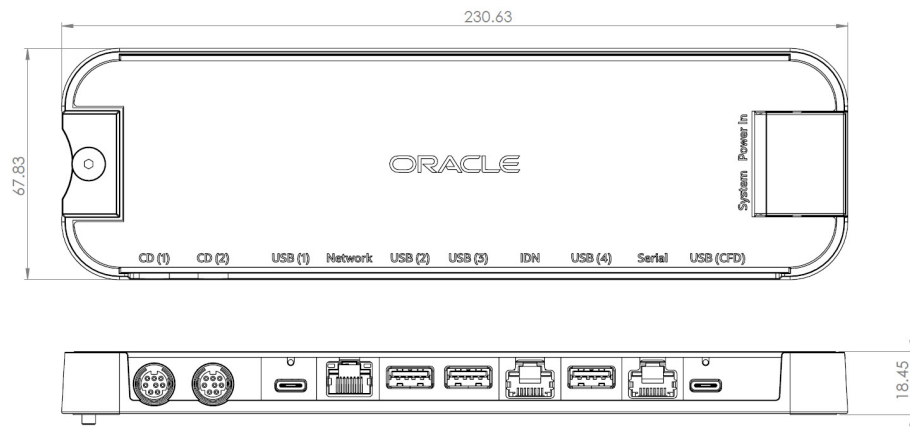 230.63
67.83
ORACLE
System Power In
CD (1) CD (2) USB (1) Network USB (2) USB (3) IDN USB (4) Serial USB (CFD)
18.45